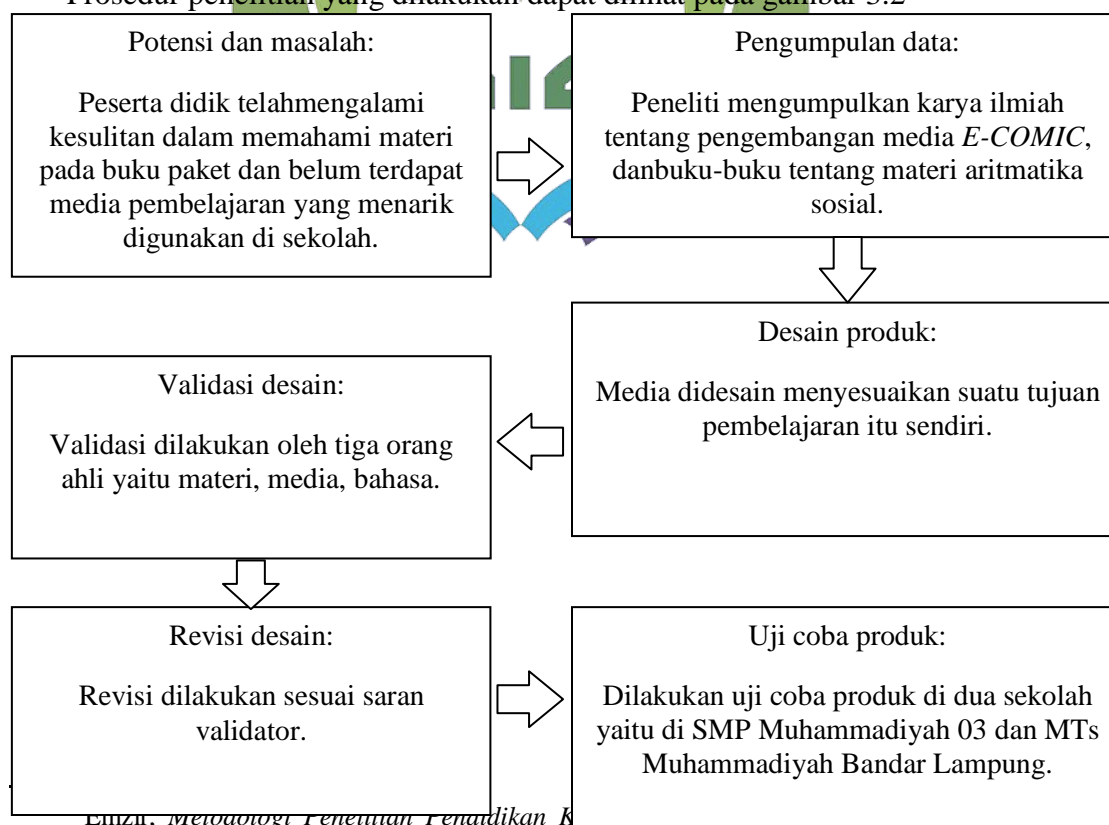 Prosedur penelitian yang dilakukan dapat dilihat pada gambar 3.2
Potensi dan masalah:
Peserta didik telahmengalami
kesulitan dalam memahami materi
pada buku paket dan belum terdapat
media pembelajaran yang menarik
digunakan di sekolah.
Pengumpulan data:
Peneliti mengumpulkan karya ilmiah
tentang pengembangan media E-COMIC,
danbuku-buku tentang materi aritmatika
sosial.
Desain produk:
Media didesain menyesuaikan suatu tujuan
pembelajaran itu sendiri.
Validasi desain:
Validasi dilakukan oleh tiga orang
ahli yaitu materi, media, bahasa.
Revisi desain:
Revisi dilakukan sesuai saran
validator.
Uji coba produk:
Dilakukan uji coba produk di dua sekolah
yaitu di SMP Muhammadiyah 03 dan MTs
Muhammadiyah Bandar Lampung.
Emzir, Metodologi Penelitian Pendidikan K